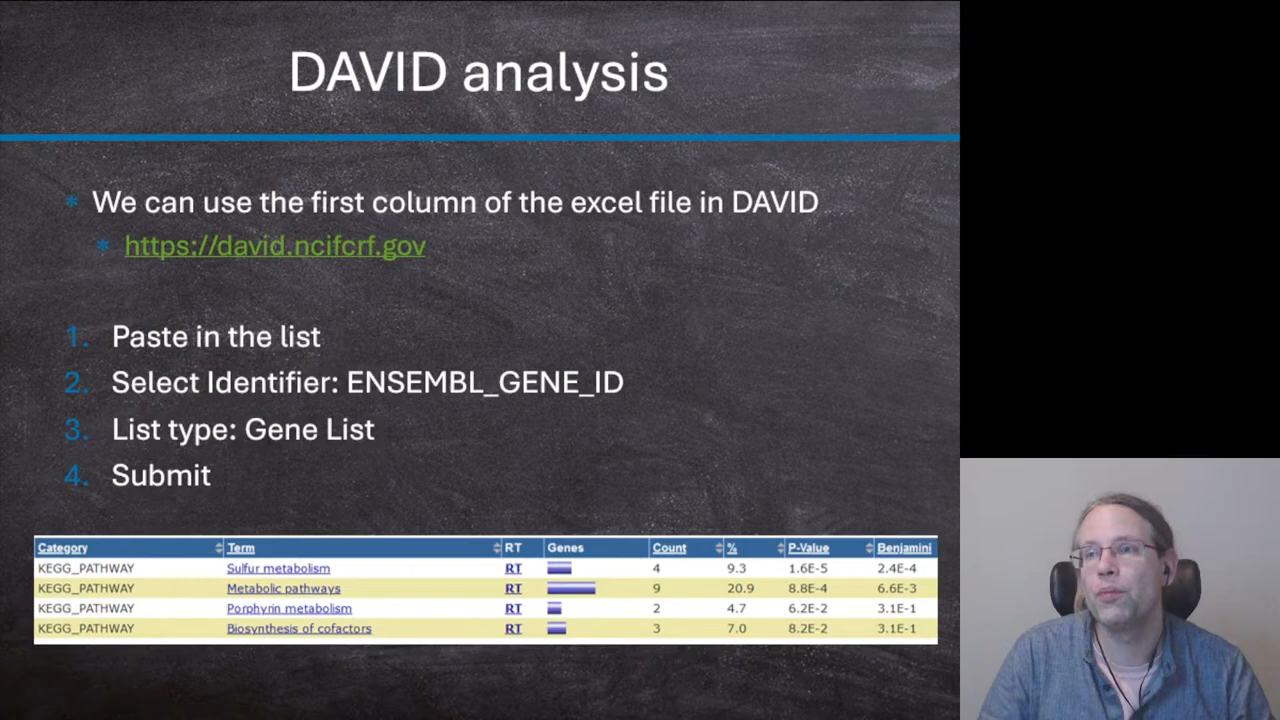 DAVID analysis
* We can use the first column of the excel file in DAVID
* https://david.ncifcrf.gov
1. Paste in the list
2. Select Identifier: ENSEMBL_GENE_ID
3. List type: Gene List
4. Submit
Category Term RT Genes Count % P-Value Benjamini
KEGG_PATHWAY Sulfur metabolism RT 4 9.3 1.6E-5 2.4E-4
KEGG_PATHWAY Metabolic pathways RT 9 20.9 8.8E-4 6.6E-3
KEGG_PATHWAY Porphyrin metabolism RT 2 4.7 6.2E-2 3.1E-1
KEGG_PATHWAY Biosynthesis of cofactors RT 3 7.0 8.2E-2 3.1E-1